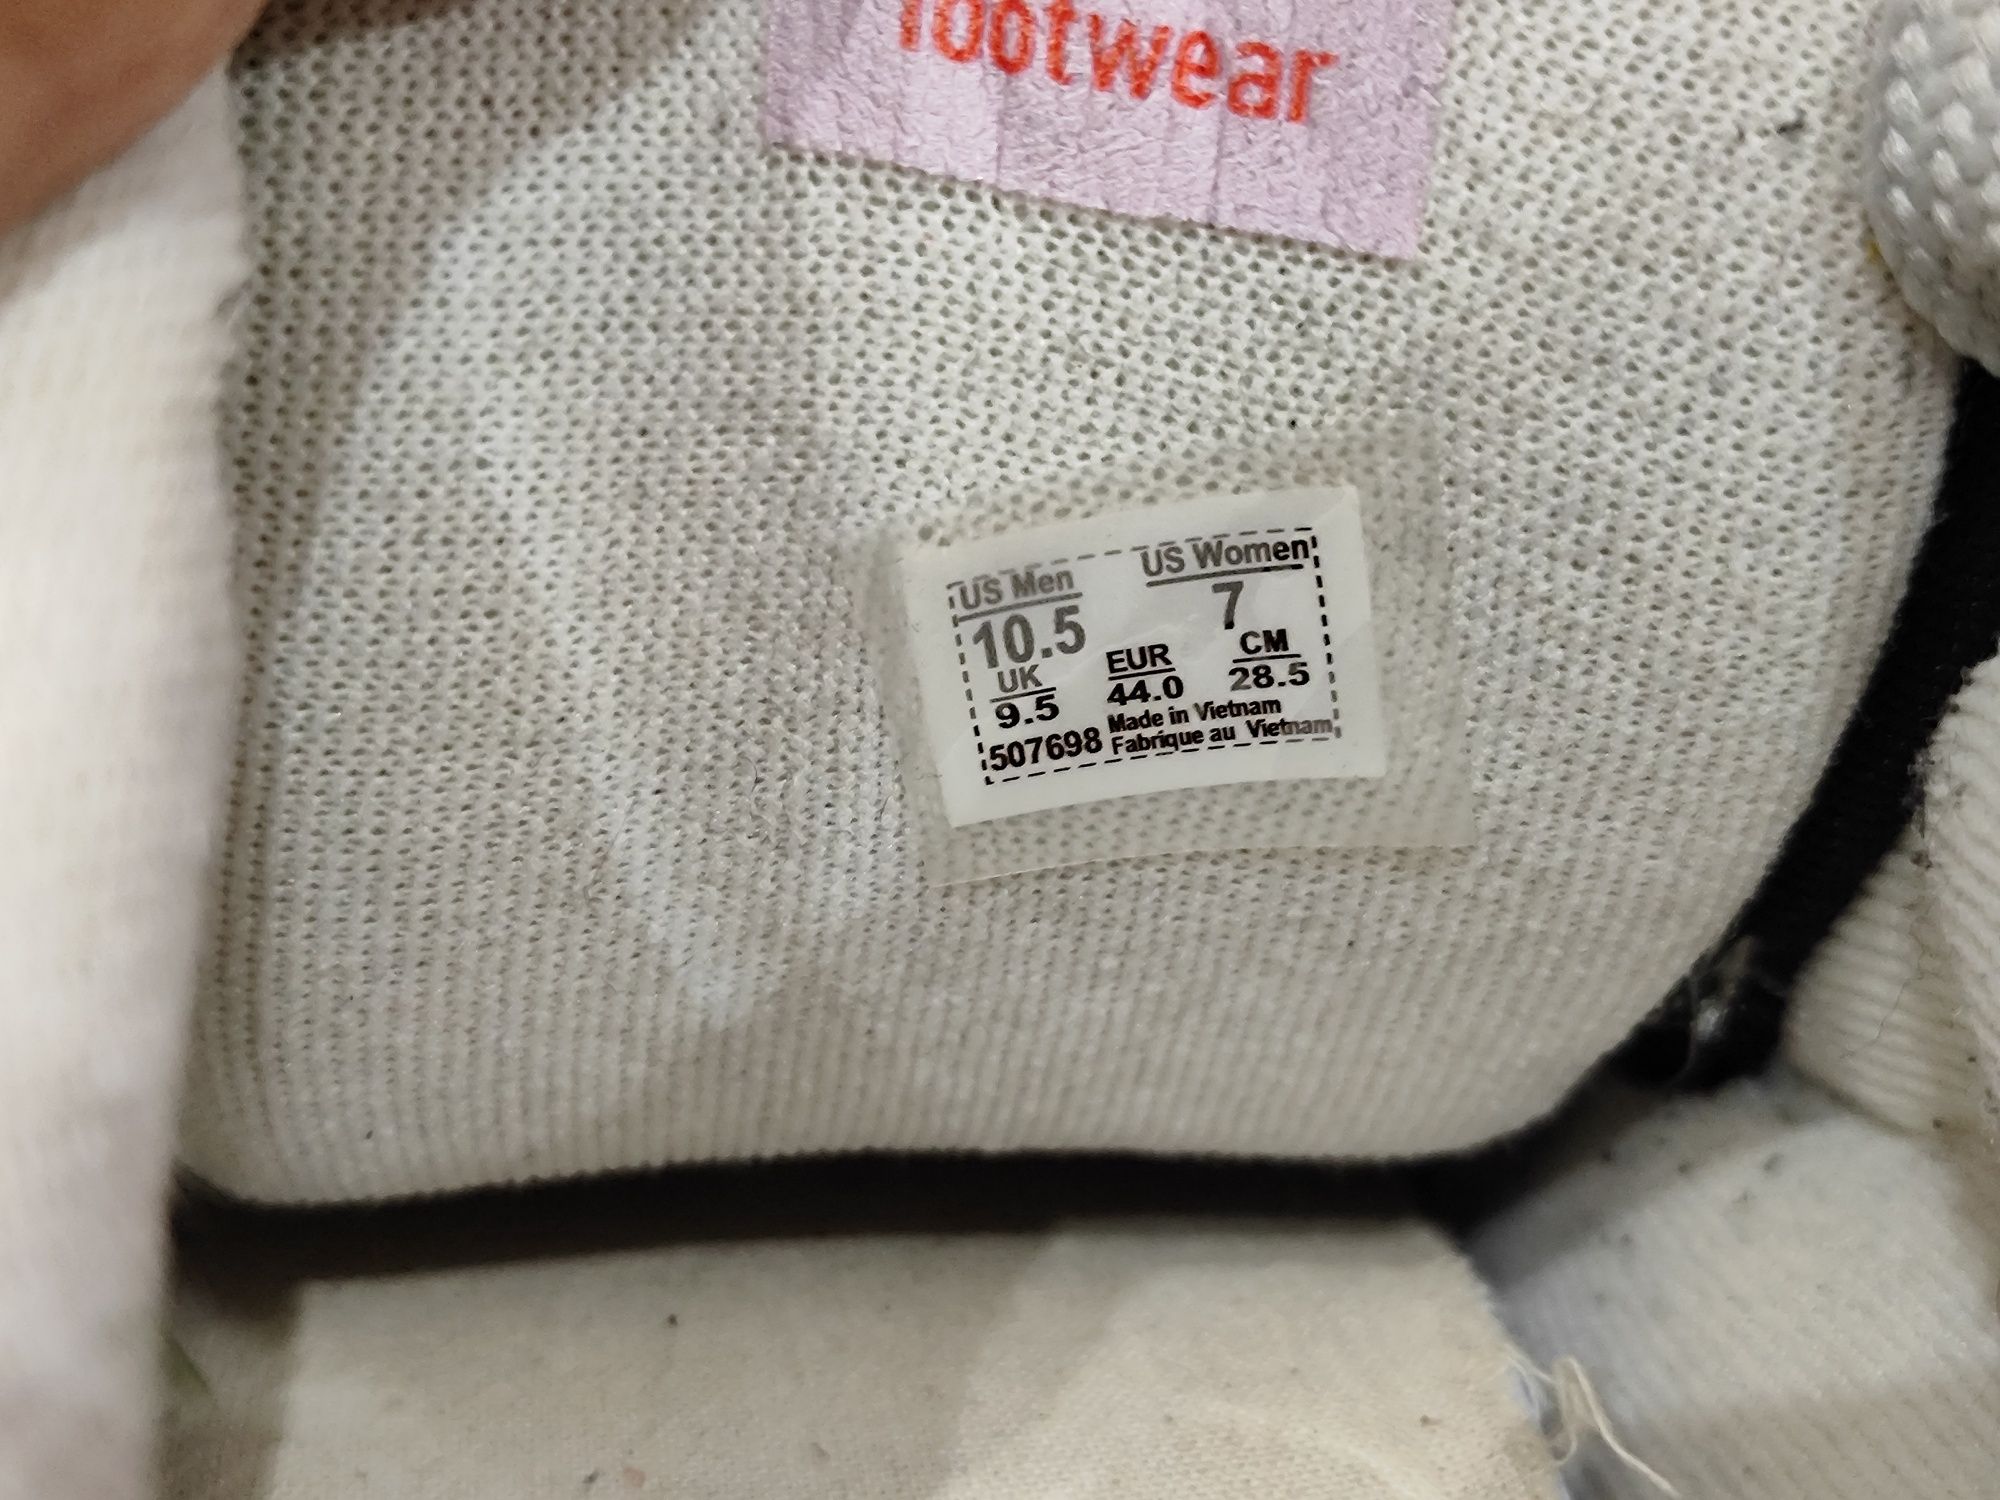 footwear
US Men US Women
10.5 7
UK EUR CM
9.5 44.0 28.5
507698 Made in Vietnam
Fabrique au Vietnam